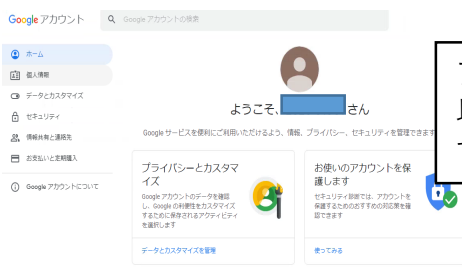 Google アカウント
Google アカウントの検索
ホーム
個人情報
データとカスタマイズ
セキュリティ
情報共有と連絡先
お支払いと定期購入
Google アカウントについて
ようこそ、
さん
Google サービスを便利にご利用いただけるよう、情報、プライバシー、セキュリティを管理できます
プライバシーとカスタマ
イズ
Google アカウントのデータを確認
し、Google の利便性をカスタマイズ
するために保存されるアクティビティ
を選択します
データとカスタマイズを管理
お使いのアカウントを保
護します
セキュリティ診断では、アカウントを
保護するためのおすすめの対応策を確
認できます
使ってみる